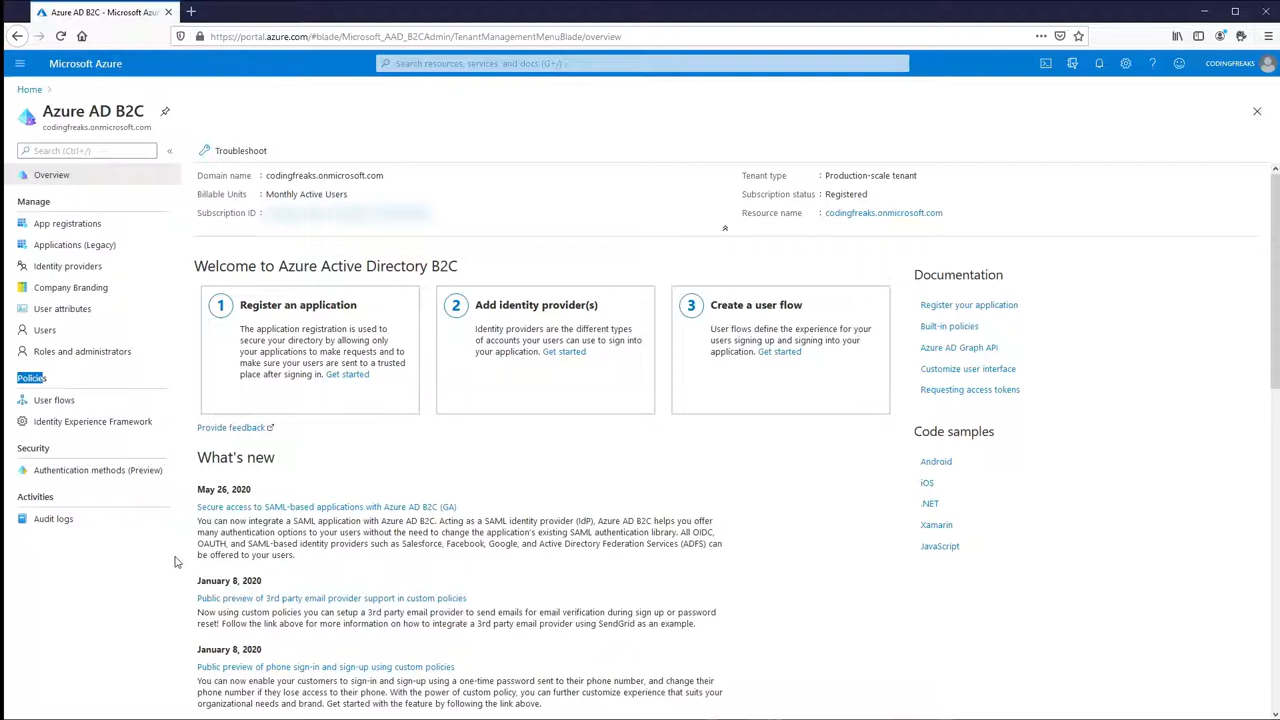 Azure AD B2C - Microsoft Azur
https://portal.azure.com/#blade/Microsoft_AAD_B2CAdmin/TenantManagementMenuBlade/overview
Microsoft Azure
Search resources, services, and docs (G+/)
CODINGFREAKS
Home
Azure AD B2C
codingfreaks.onmicrosoft.com
Search (Ctrl+/)
Overview
Manage
App registrations
Applications (Legacy)
Identity providers
Company Branding
User attributes
Users
Roles and administrators
Policies
User flows
Identity Experience Framework
Security
Authentication methods (Preview)
Activities
Audit logs
Troubleshoot
Domain name : codingfreaks.onmicrosoft.com
Billable Units : Monthly Active Users
Subscription ID :
Tenant type : Production-scale tenant
Subscription status : Registered
Resource name : codingfreaks.onmicrosoft.com
Welcome to Azure Active Directory B2C
1 Register an application
The application registration is used to
secure your directory by allowing only
your applications to make requests and to
make sure your users are sent to a trusted
place after signing in. Get started
2 Add identity provider(s)
Identity providers are the different types
of accounts your users can use to sign into
your application. Get started
3 Create a user flow
User flows define the experience for your
users signing up and signing into your
application. Get started
Provide feedback
What's new
May 26, 2020
Secure access to SAML-based applications with Azure AD B2C (GA)
You can now integrate a SAML application with Azure AD B2C. Acting as a SAML identity provider (IdP), Azure AD B2C helps you offer
many authentication options to your users without the need to change the application's existing SAML authentication library. All OIDC,
OAUTH, and SAML-based identity providers such as Salesforce, Facebook, Google, and Active Directory Federation Services (ADFS) can
be offered to your users.
January 8, 2020
Public preview of 3rd party email provider support in custom policies
Now using custom policies you can setup a 3rd party email provider to send emails for email verification during sign up or password
reset! Follow the link above for more information on how to integrate a 3rd party email provider using SendGrid as an example.
January 8, 2020
Public preview of phone sign-in and sign-up using custom policies
You can now enable your customers to sign-in and sign-up using a one-time password sent to their phone number, and change their
phone number if they lose access to their phone. With the power of custom policy, you can further customize experience that suits your
organizational needs and brand. Get started with the feature by following the link above.
Documentation
Register your application
Built-in policies
Azure AD Graph API
Customize user interface
Requesting access tokens
Code samples
Android
iOS
.NET
Xamarin
JavaScript